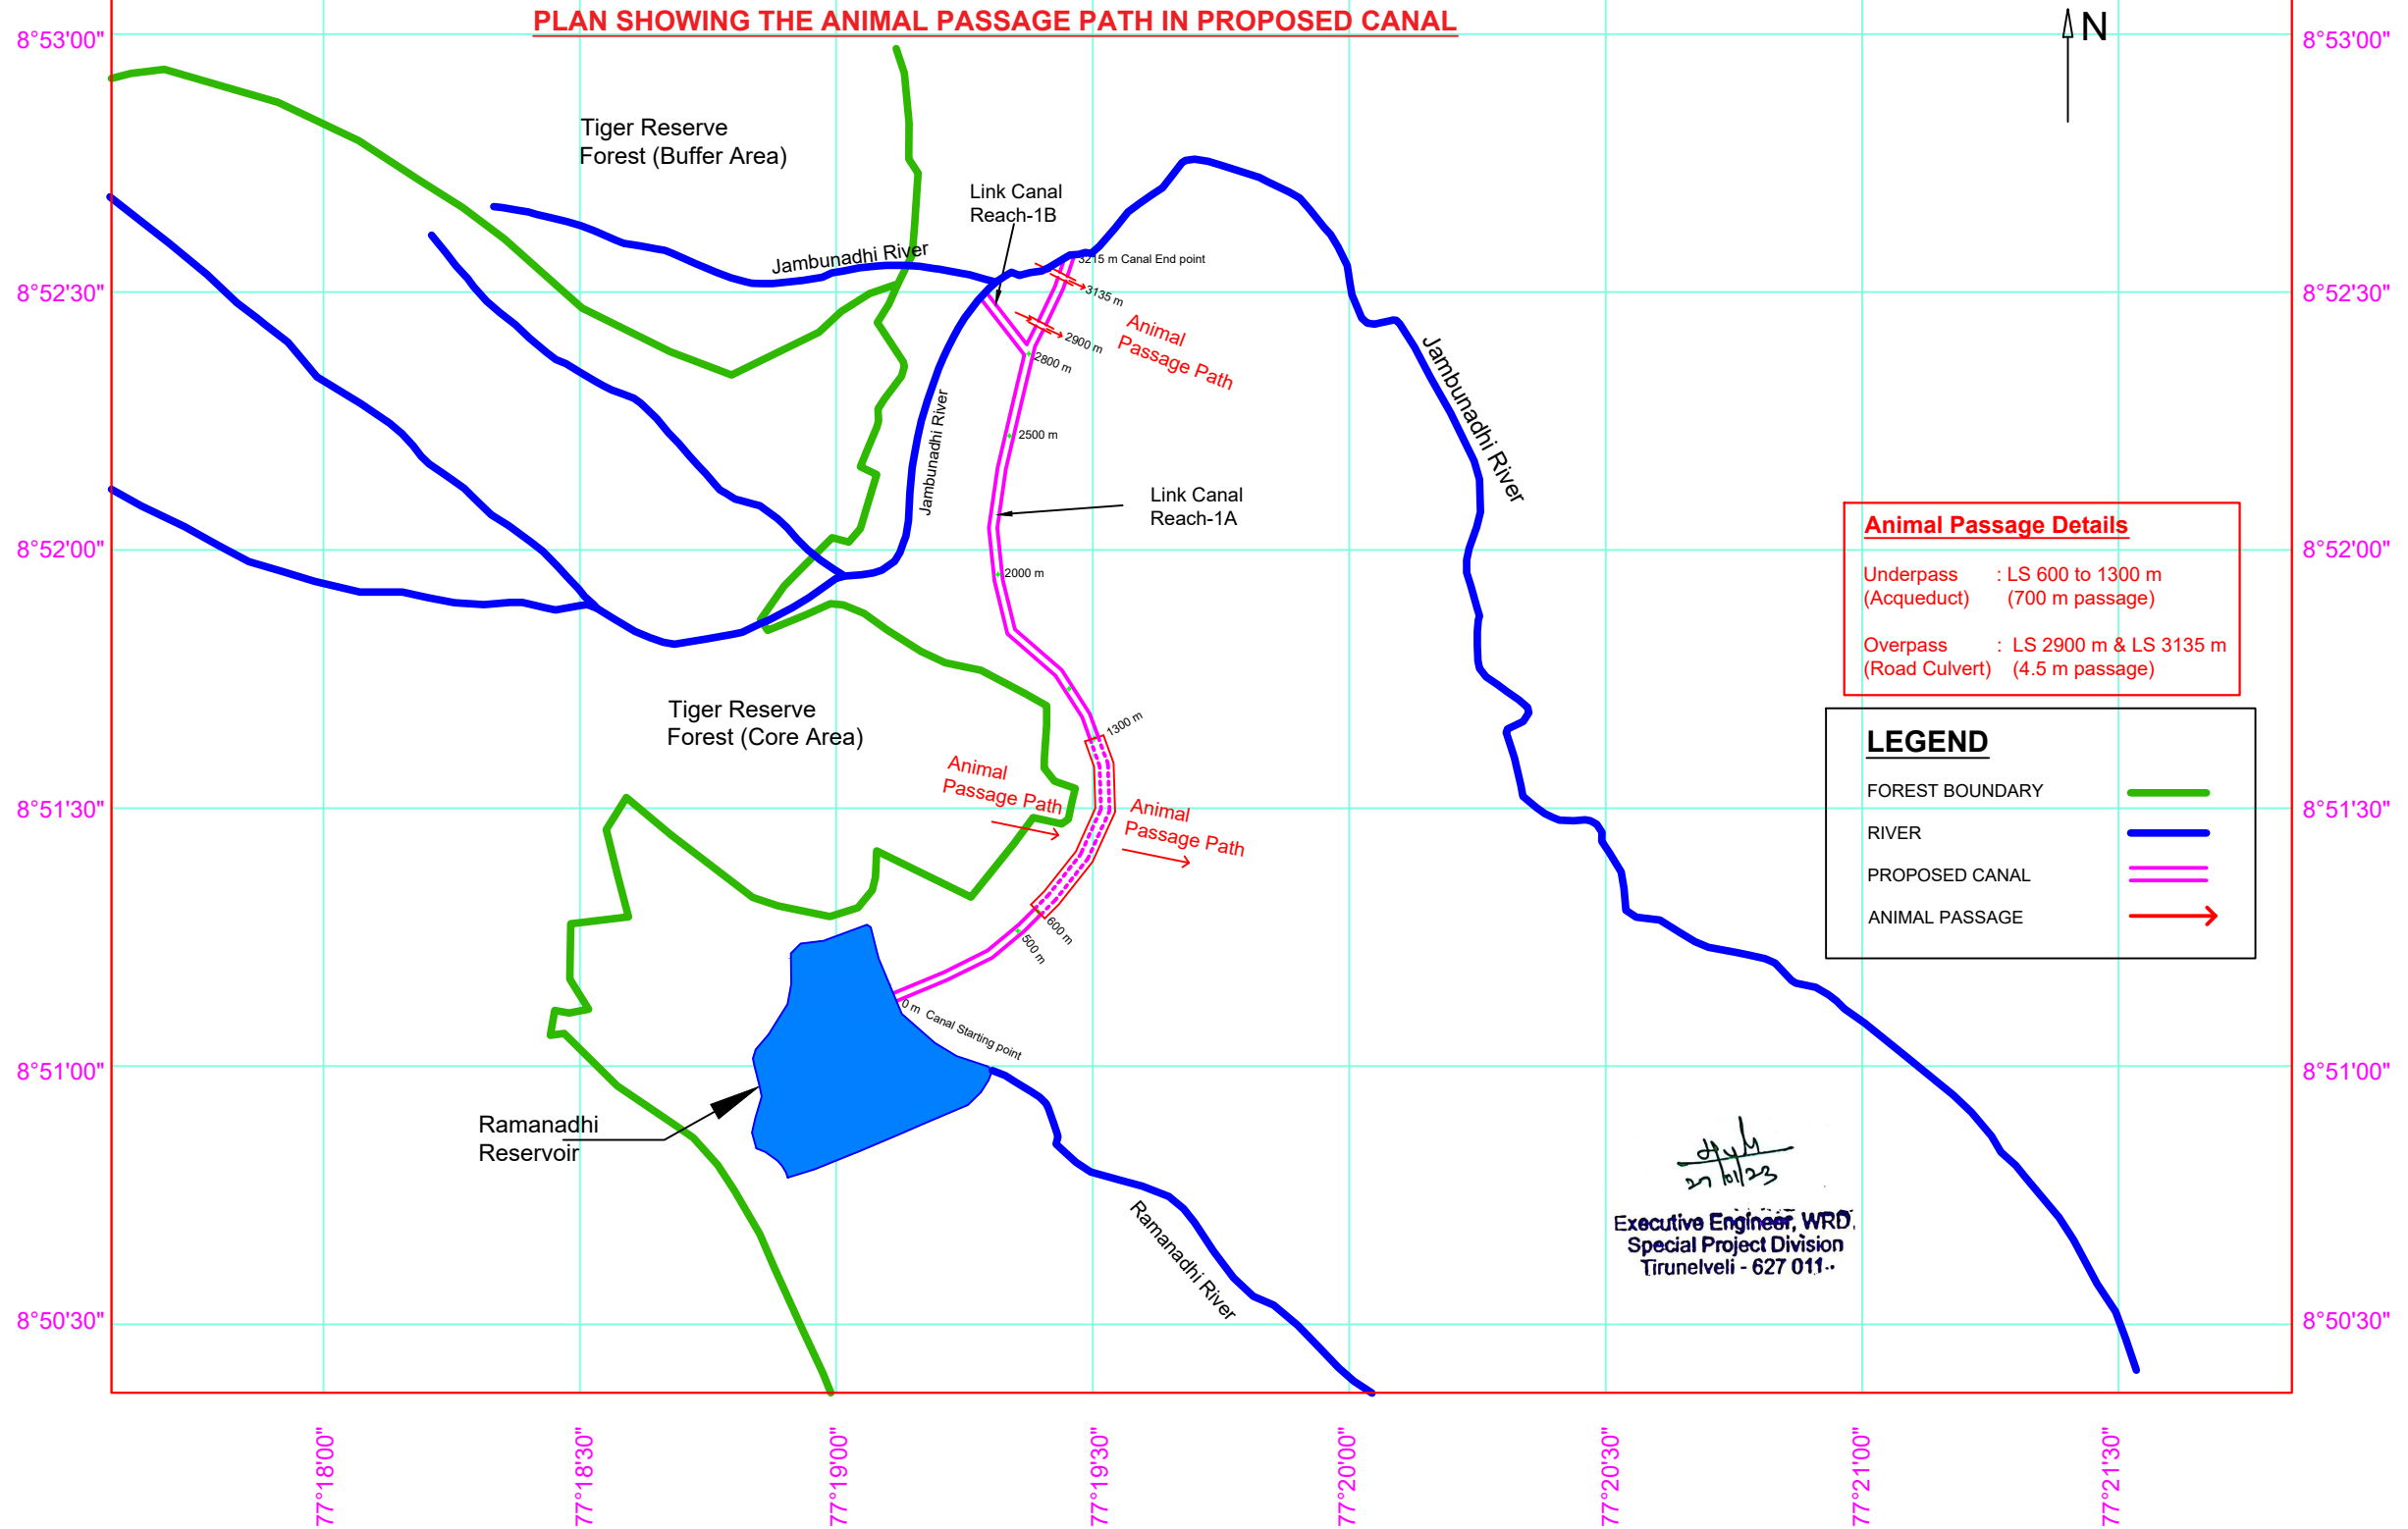 PLAN SHOWING THE ANIMAL PASSAGE PATH IN PROPOSED CANAL
N
8°53'00"
8°53'00"
Tiger Reserve
Forest (Buffer Area)
Link Canal
Reach-1B
Jambunadhi River
3215 m Canal End point
3135 m
8°52'30"
8°52'30"
Animal
Passage Path
2900 m
2800 m
Jambunadhi River
Jambunadhi River
2500 m
Link Canal
Reach-1A
8°52'00"
8°52'00"
2000 m
Animal Passage Details
Underpass : LS 600 to 1300 m
(Acqueduct) (700 m passage)
Overpass : LS 2900 m & LS 3135 m
(Road Culvert) (4.5 m passage)
Tiger Reserve
Forest (Core Area)
1300 m
Animal
Passage Path
Animal
Passage Path
8°51'30"
8°51'30"
LEGEND
FOREST BOUNDARY
RIVER
PROPOSED CANAL
ANIMAL PASSAGE
600 m
500 m
0 m Canal Starting point
8°51'00"
8°51'00"
Ramanadhi
Reservoir
Ramanadhi River
27/01/23
Executive Engineer, WRD,
Special Project Division
Tirunelveli - 627 011.
8°50'30"
8°50'30"
77°18'00"
77°18'30"
77°19'00"
77°19'30"
77°20'00"
77°20'30"
77°21'00"
77°21'30"